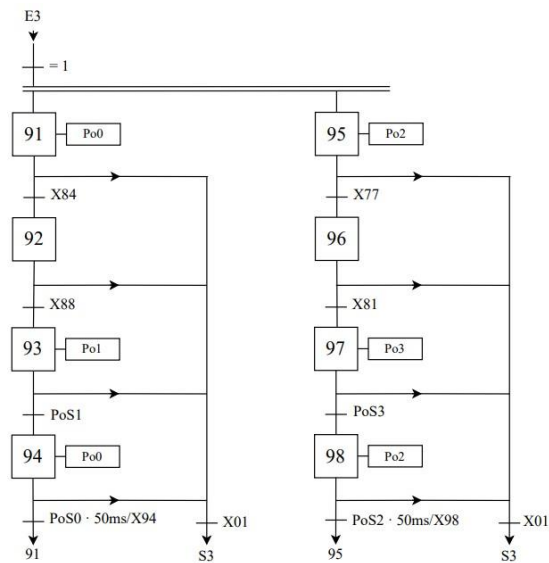 E3
= 1
91 Po0 95 Po2
X84 X77
92 96
X88 X81
93 Po1 97 Po3
PoS1 PoS3
94 Po0 98 Po2
PoS0 · 50ms/X94 X01 PoS2 · 50ms/X98 X01
91 S3 95 S3